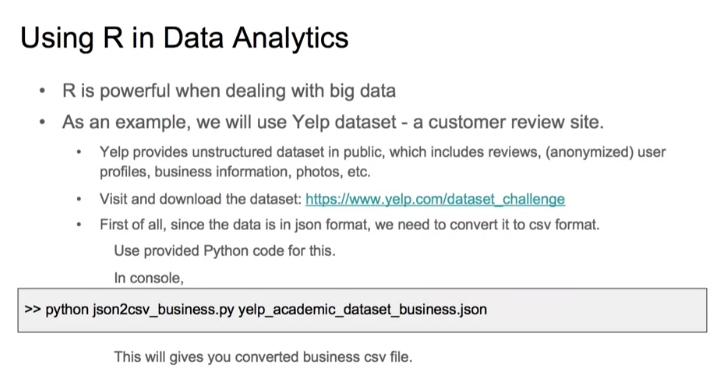 Using R in Data Analytics
• R is powerful when dealing with big data
• As an example, we will use Yelp dataset - a customer review site.
• Yelp provides unstructured dataset in public, which includes reviews, (anonymized) user
profiles, business information, photos, etc.
• Visit and download the dataset: https://www.yelp.com/dataset_challenge
• First of all, since the data is in json format, we need to convert it to csv format.
Use provided Python code for this.
In console,
>> python json2csv_business.py yelp_academic_dataset_business.json
This will gives you converted business csv file.